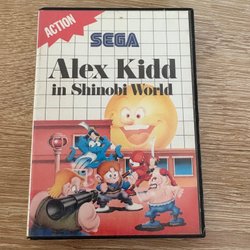 ACTION
SEGA
Alex Kidd
in Shinobi World